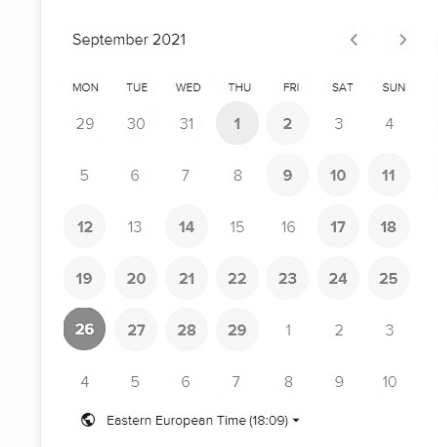 September 2021
MON TUE WED THU FRI SAT SUN
29 30 31 1 2 3 4
5 6 7 8 9 10 11
12 13 14 15 16 17 18
19 20 21 22 23 24 25
26 27 28 29 1 2 3
4 5 6 7 8 9 10
Eastern European Time (18:09)